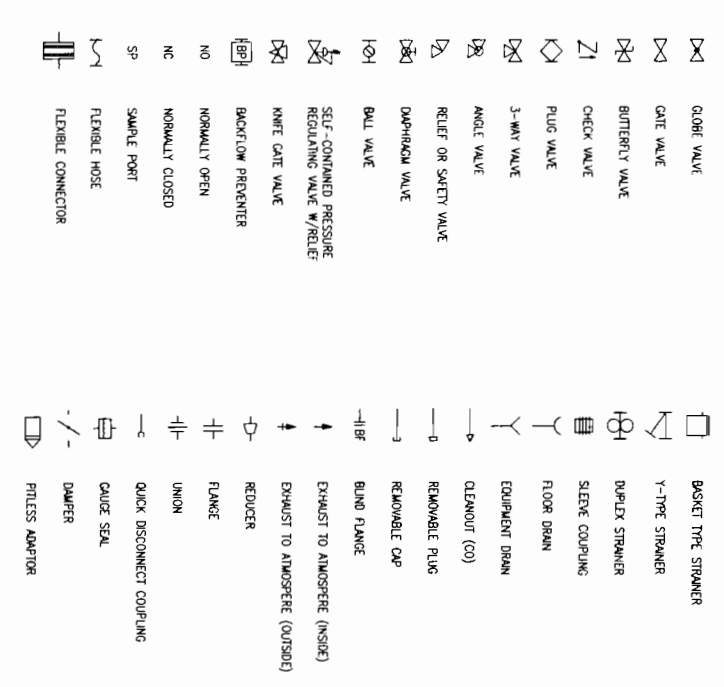 GLOBE VALVE
GATE VALVE
BUTTERFLY VALVE
CHECK VALVE
PLUG VALVE
3-WAY VALVE
ANGLE VALVE
RELIEF OR SAFETY VALVE
DIAPHRAGM VALVE
BALL VALVE
SELF-CONTAINED PRESSURE
REGULATING VALVE W/RELIEF
KNIFE GATE VALVE
BP BACKFLOW PREVENTER
NO NORMALLY OPEN
NC NORMALLY CLOSED
SP SAMPLE PORT
FLEXIBLE HOSE
FLEXIBLE CONNECTOR
BASKET TYPE STRAINER
Y-TYPE STRAINER
DUPLEX STRAINER
SLEEVE COUPLING
FLOOR DRAIN
EQUIPMENT DRAIN
CLEANOUT (CO)
REMOVABLE PLUG
REMOVABLE CAP
BF BLIND FLANGE
EXHAUST TO ATMOSPERE (INSIDE)
EXHAUST TO ATMOSPERE (OUTSIDE)
REDUCER
FLANGE
UNION
QUICK DISCONNECT COUPLING
GAUGE SEAL
DAMPER
PITLESS ADAPTOR